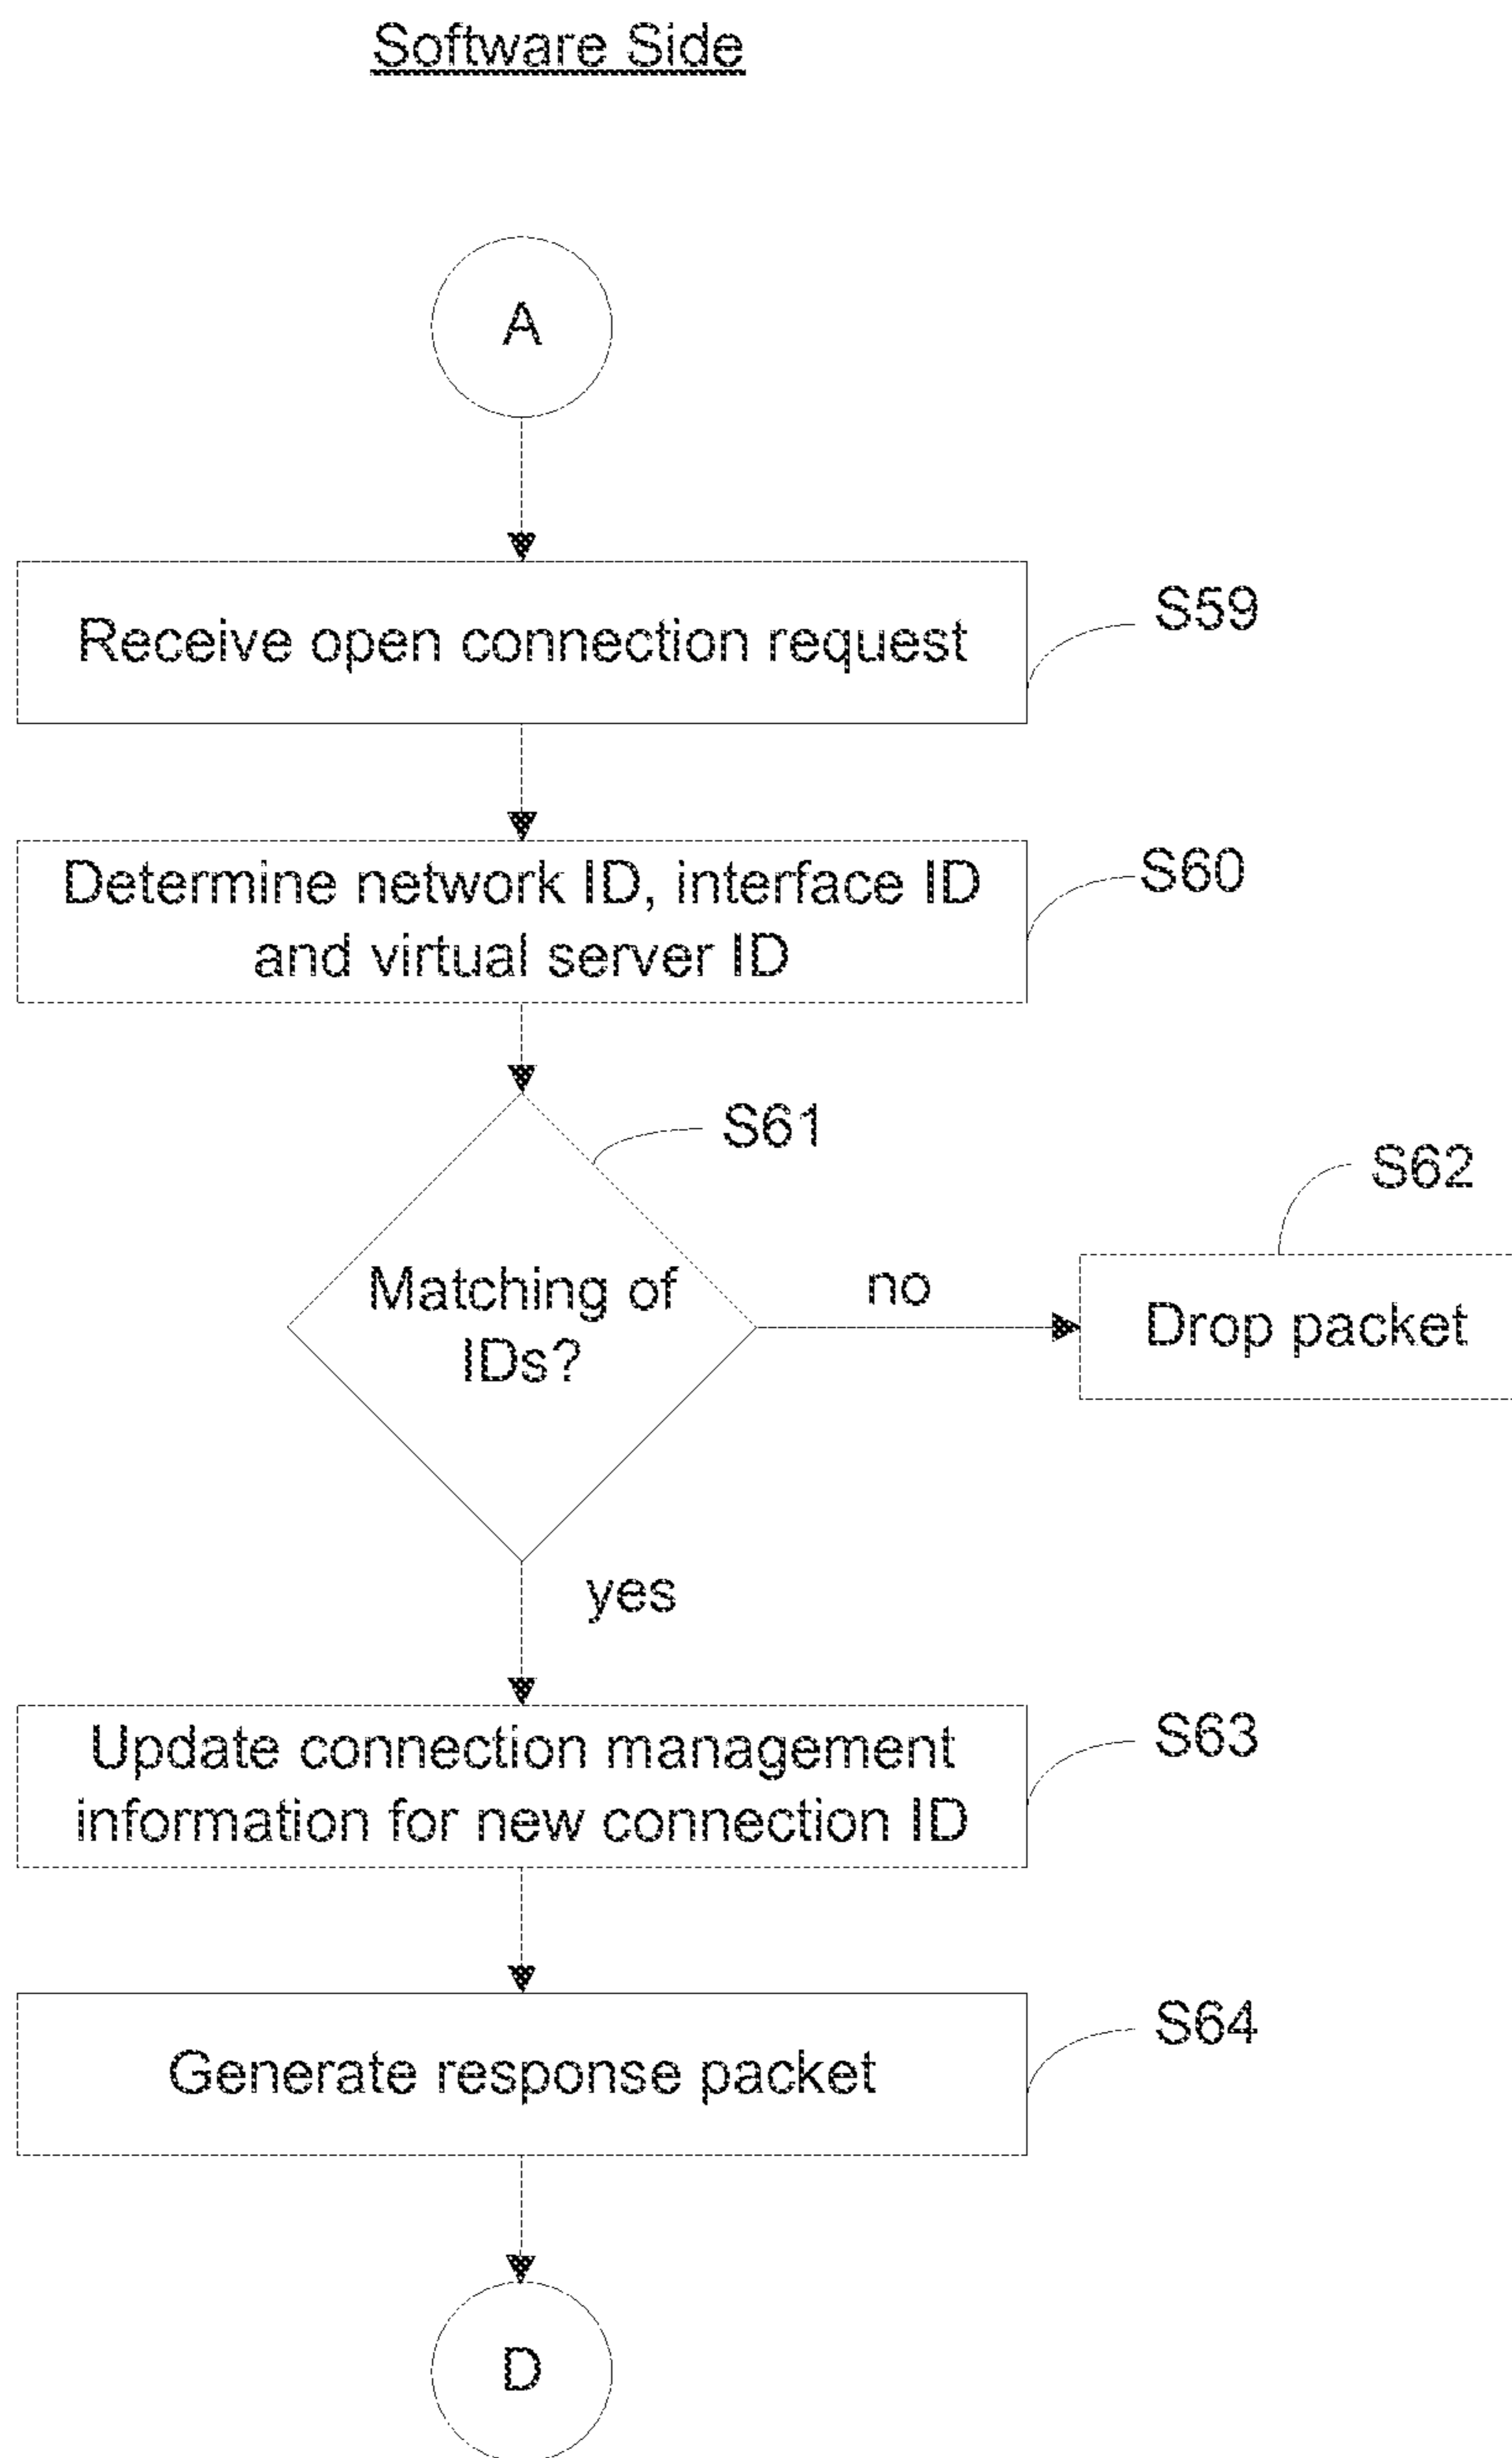 Software Side
A
Receive open connection request
S59
Determine network ID, interface ID
and virtual server ID
S60
S61
Matching of
IDs?
no
S62
Drop packet
yes
Update connection management
information for new connection ID
S63
Generate response packet
S64
D